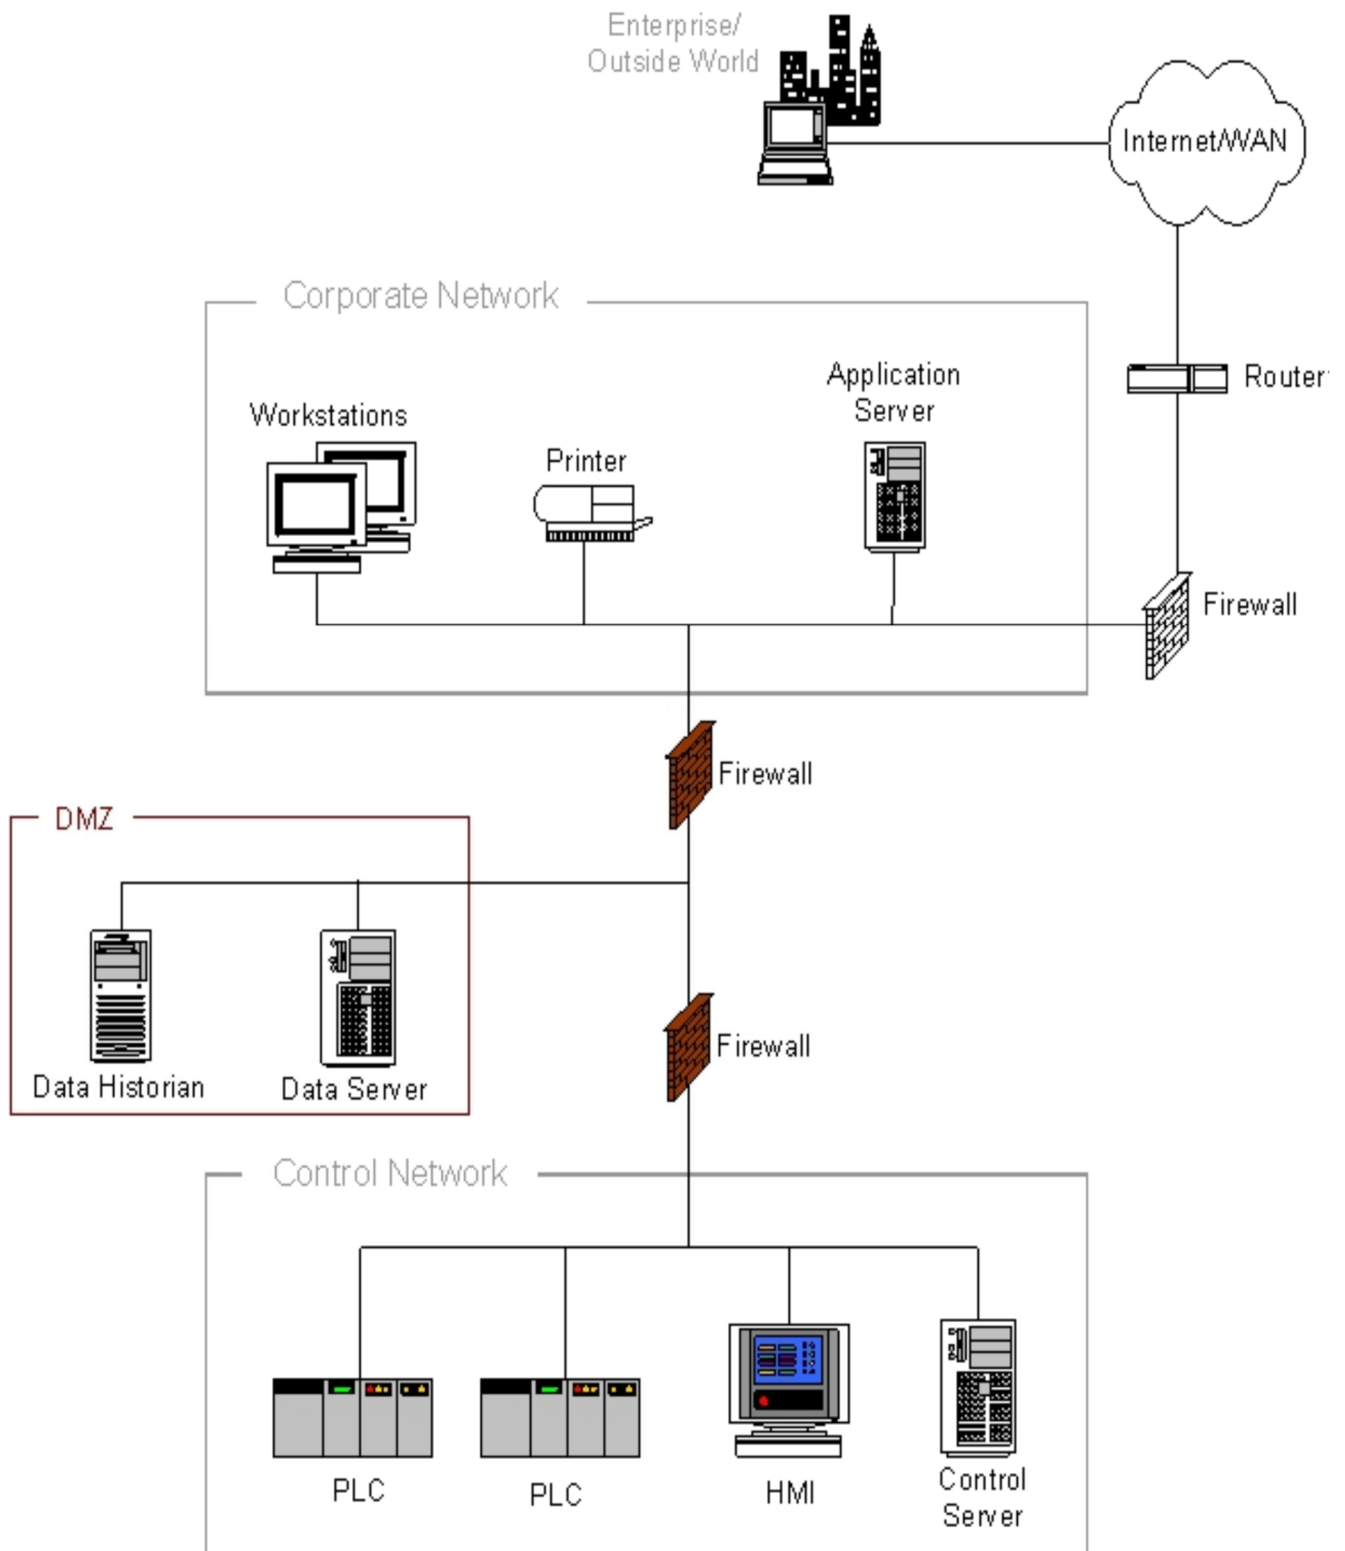 Enterprise/
Outside World
Internet/WAN
Corporate Network
Router
Application
Server
Workstations
Printer
Firewall
Firewall
DMZ
Firewall
Data Historian
Data Server
Control Network
PLC
PLC
HMI
Control
Server